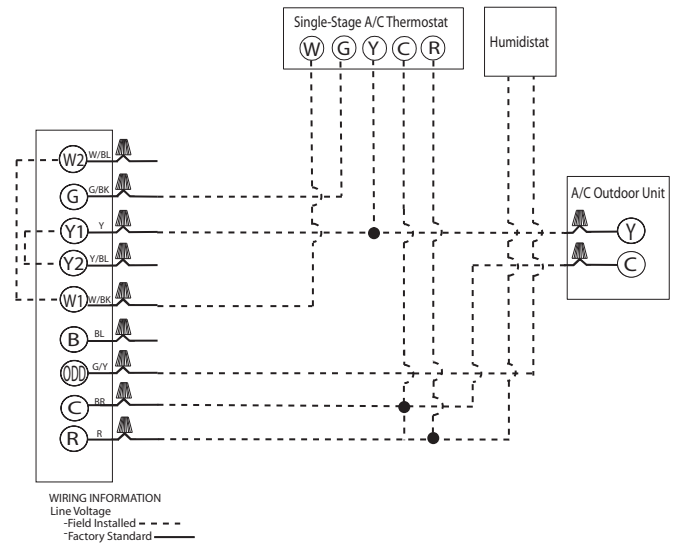 Single-Stage A/C Thermostat
W G Y C R
Humidistat
A/C Outdoor Unit
Y
C
W2 W/BL
G G/BK
Y1 Y
Y2 Y/BL
W1 W/BK
B BL
ODD G/Y
C BR
R R
WIRING INFORMATION
Line Voltage
-Field Installed
-Factory Standard